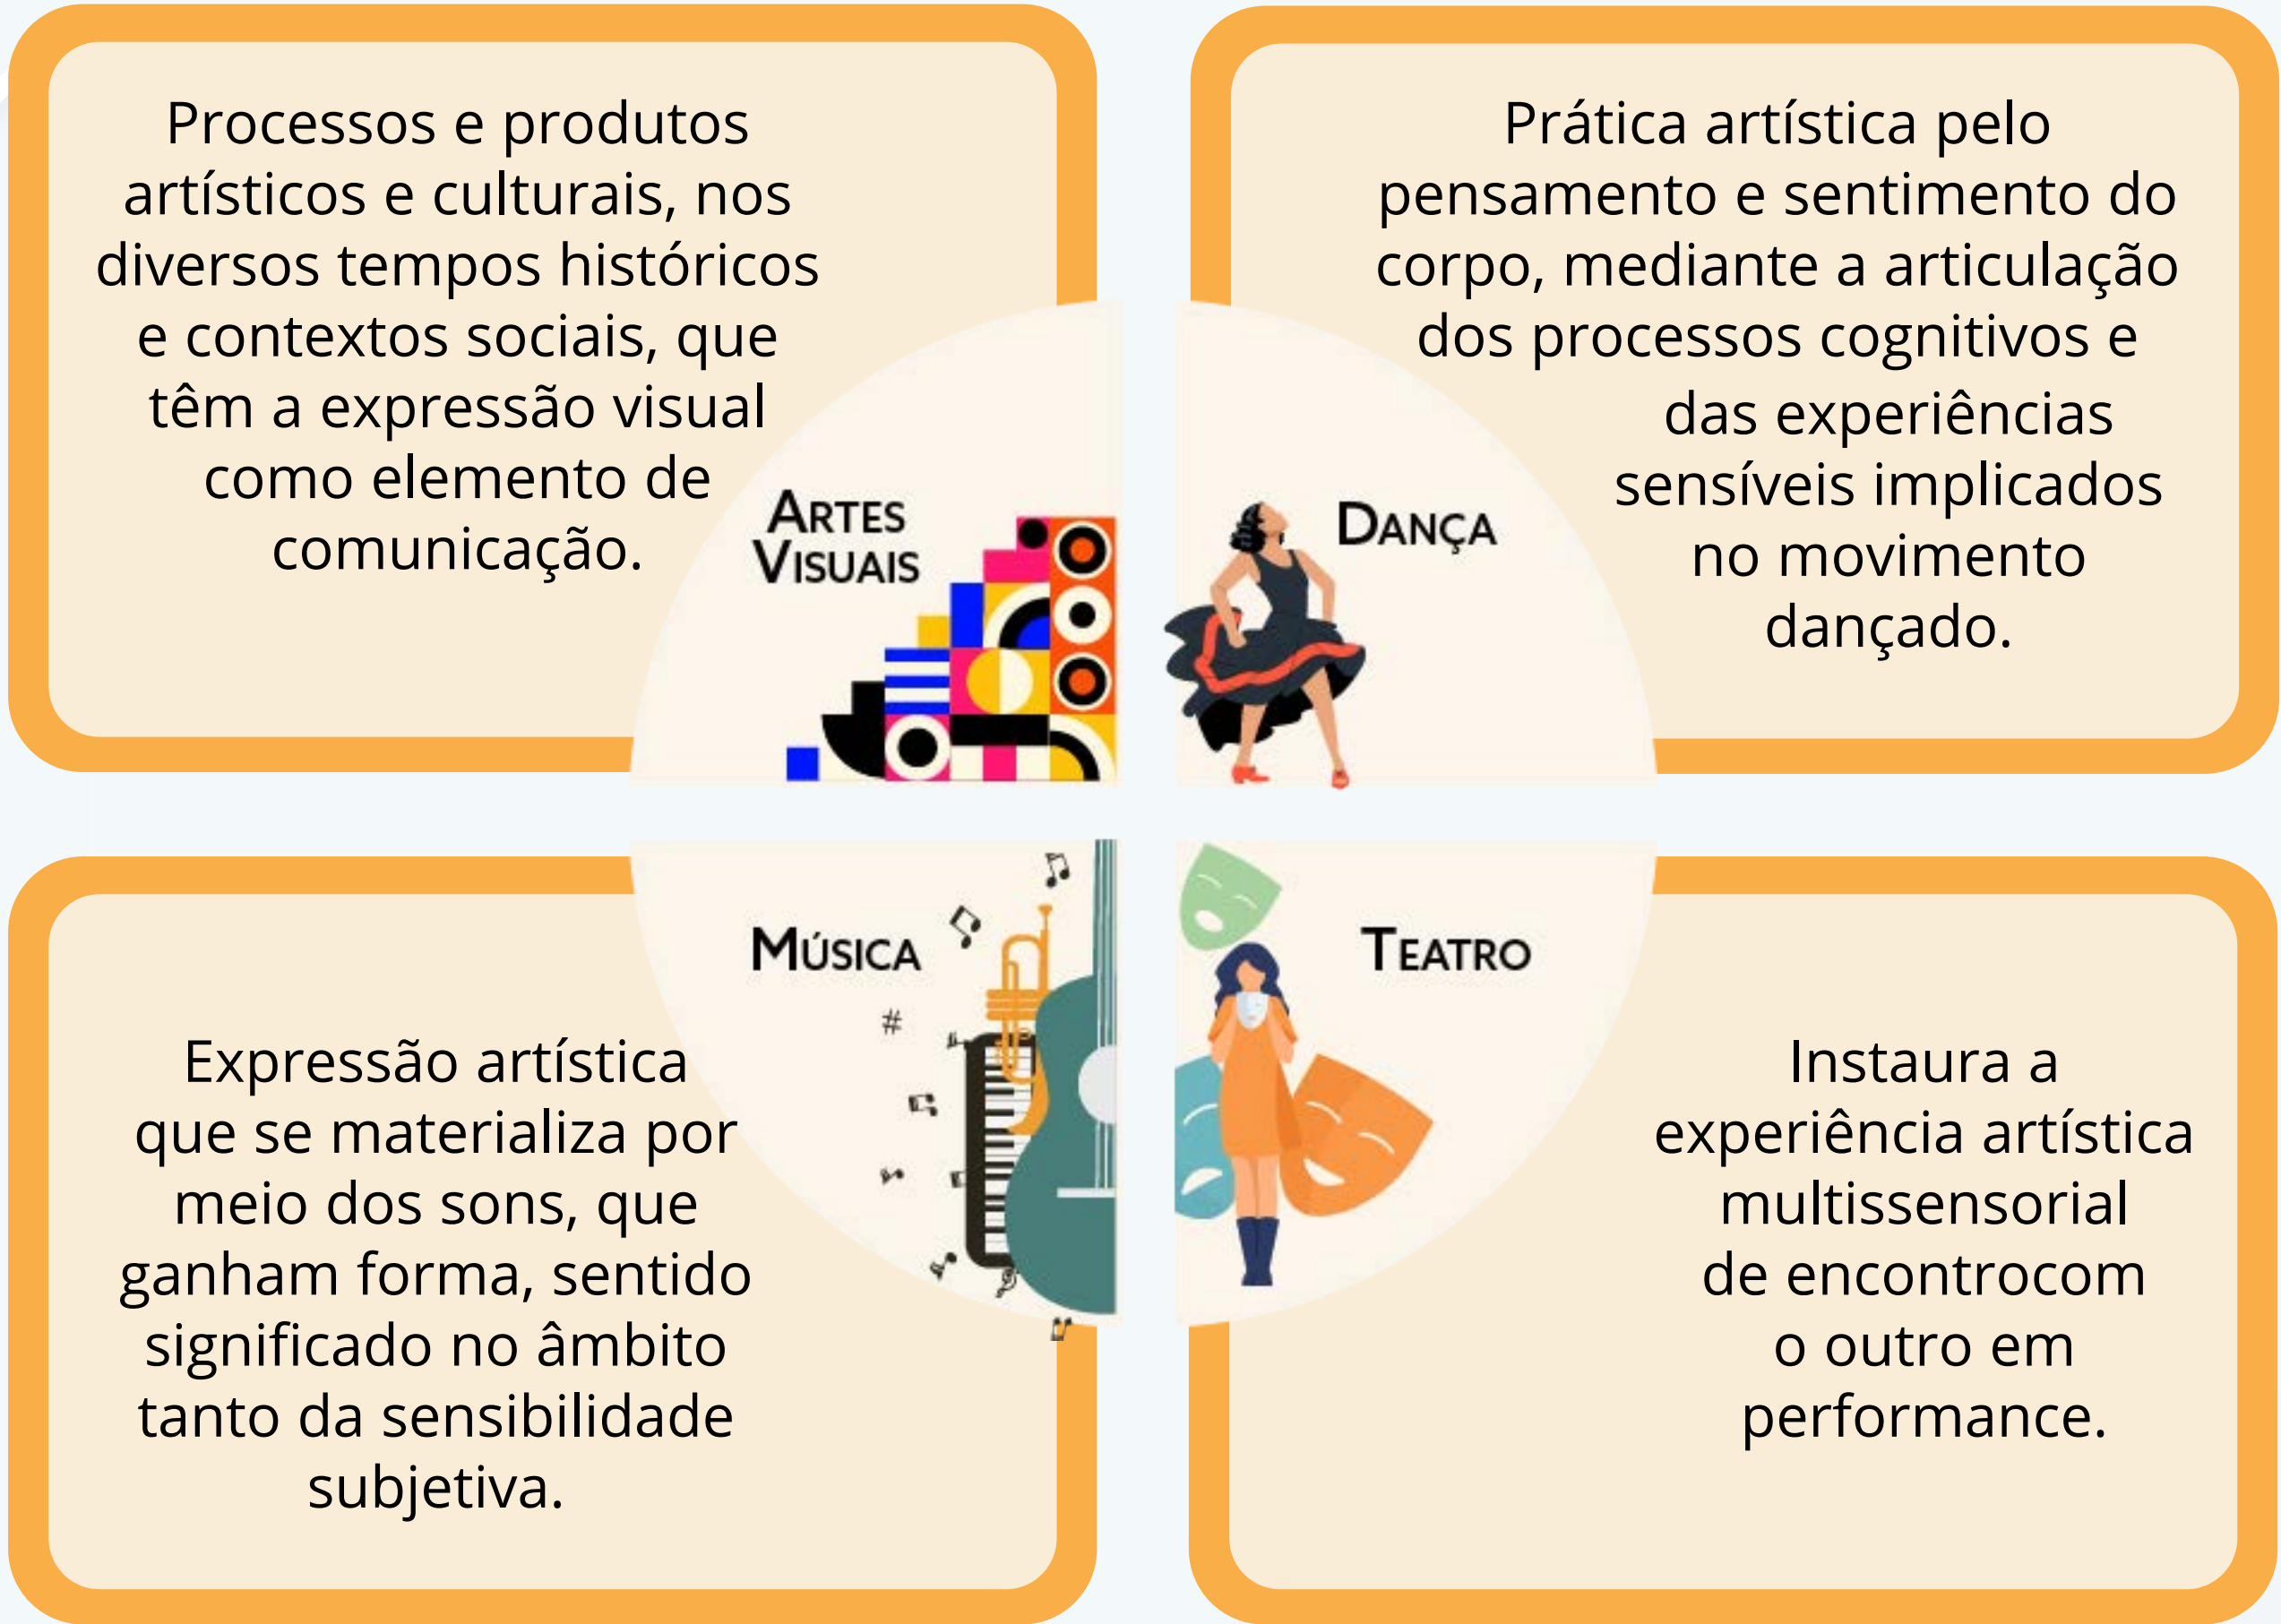 Processos e produtos
artísticos e culturais, nos
diversos tempos históricos
e contextos sociais, que
têm a expressão visual
como elemento de
comunicação.
ARTES
VISUAIS
Prática artística pelo
pensamento e sentimento do
corpo, mediante a articulação
dos processos cognitivos e
das experiências
sensíveis implicados
no movimento
dançado.
DANÇA
MÚSICA
#
Expressão artística
que se materializa por
meio dos sons, que
ganham forma, sentido
significado no âmbito
tanto da sensibilidade
subjetiva.
TEATRO
Instaura a
experiência artística
multissensorial
de encontrocom
o outro em
performance.